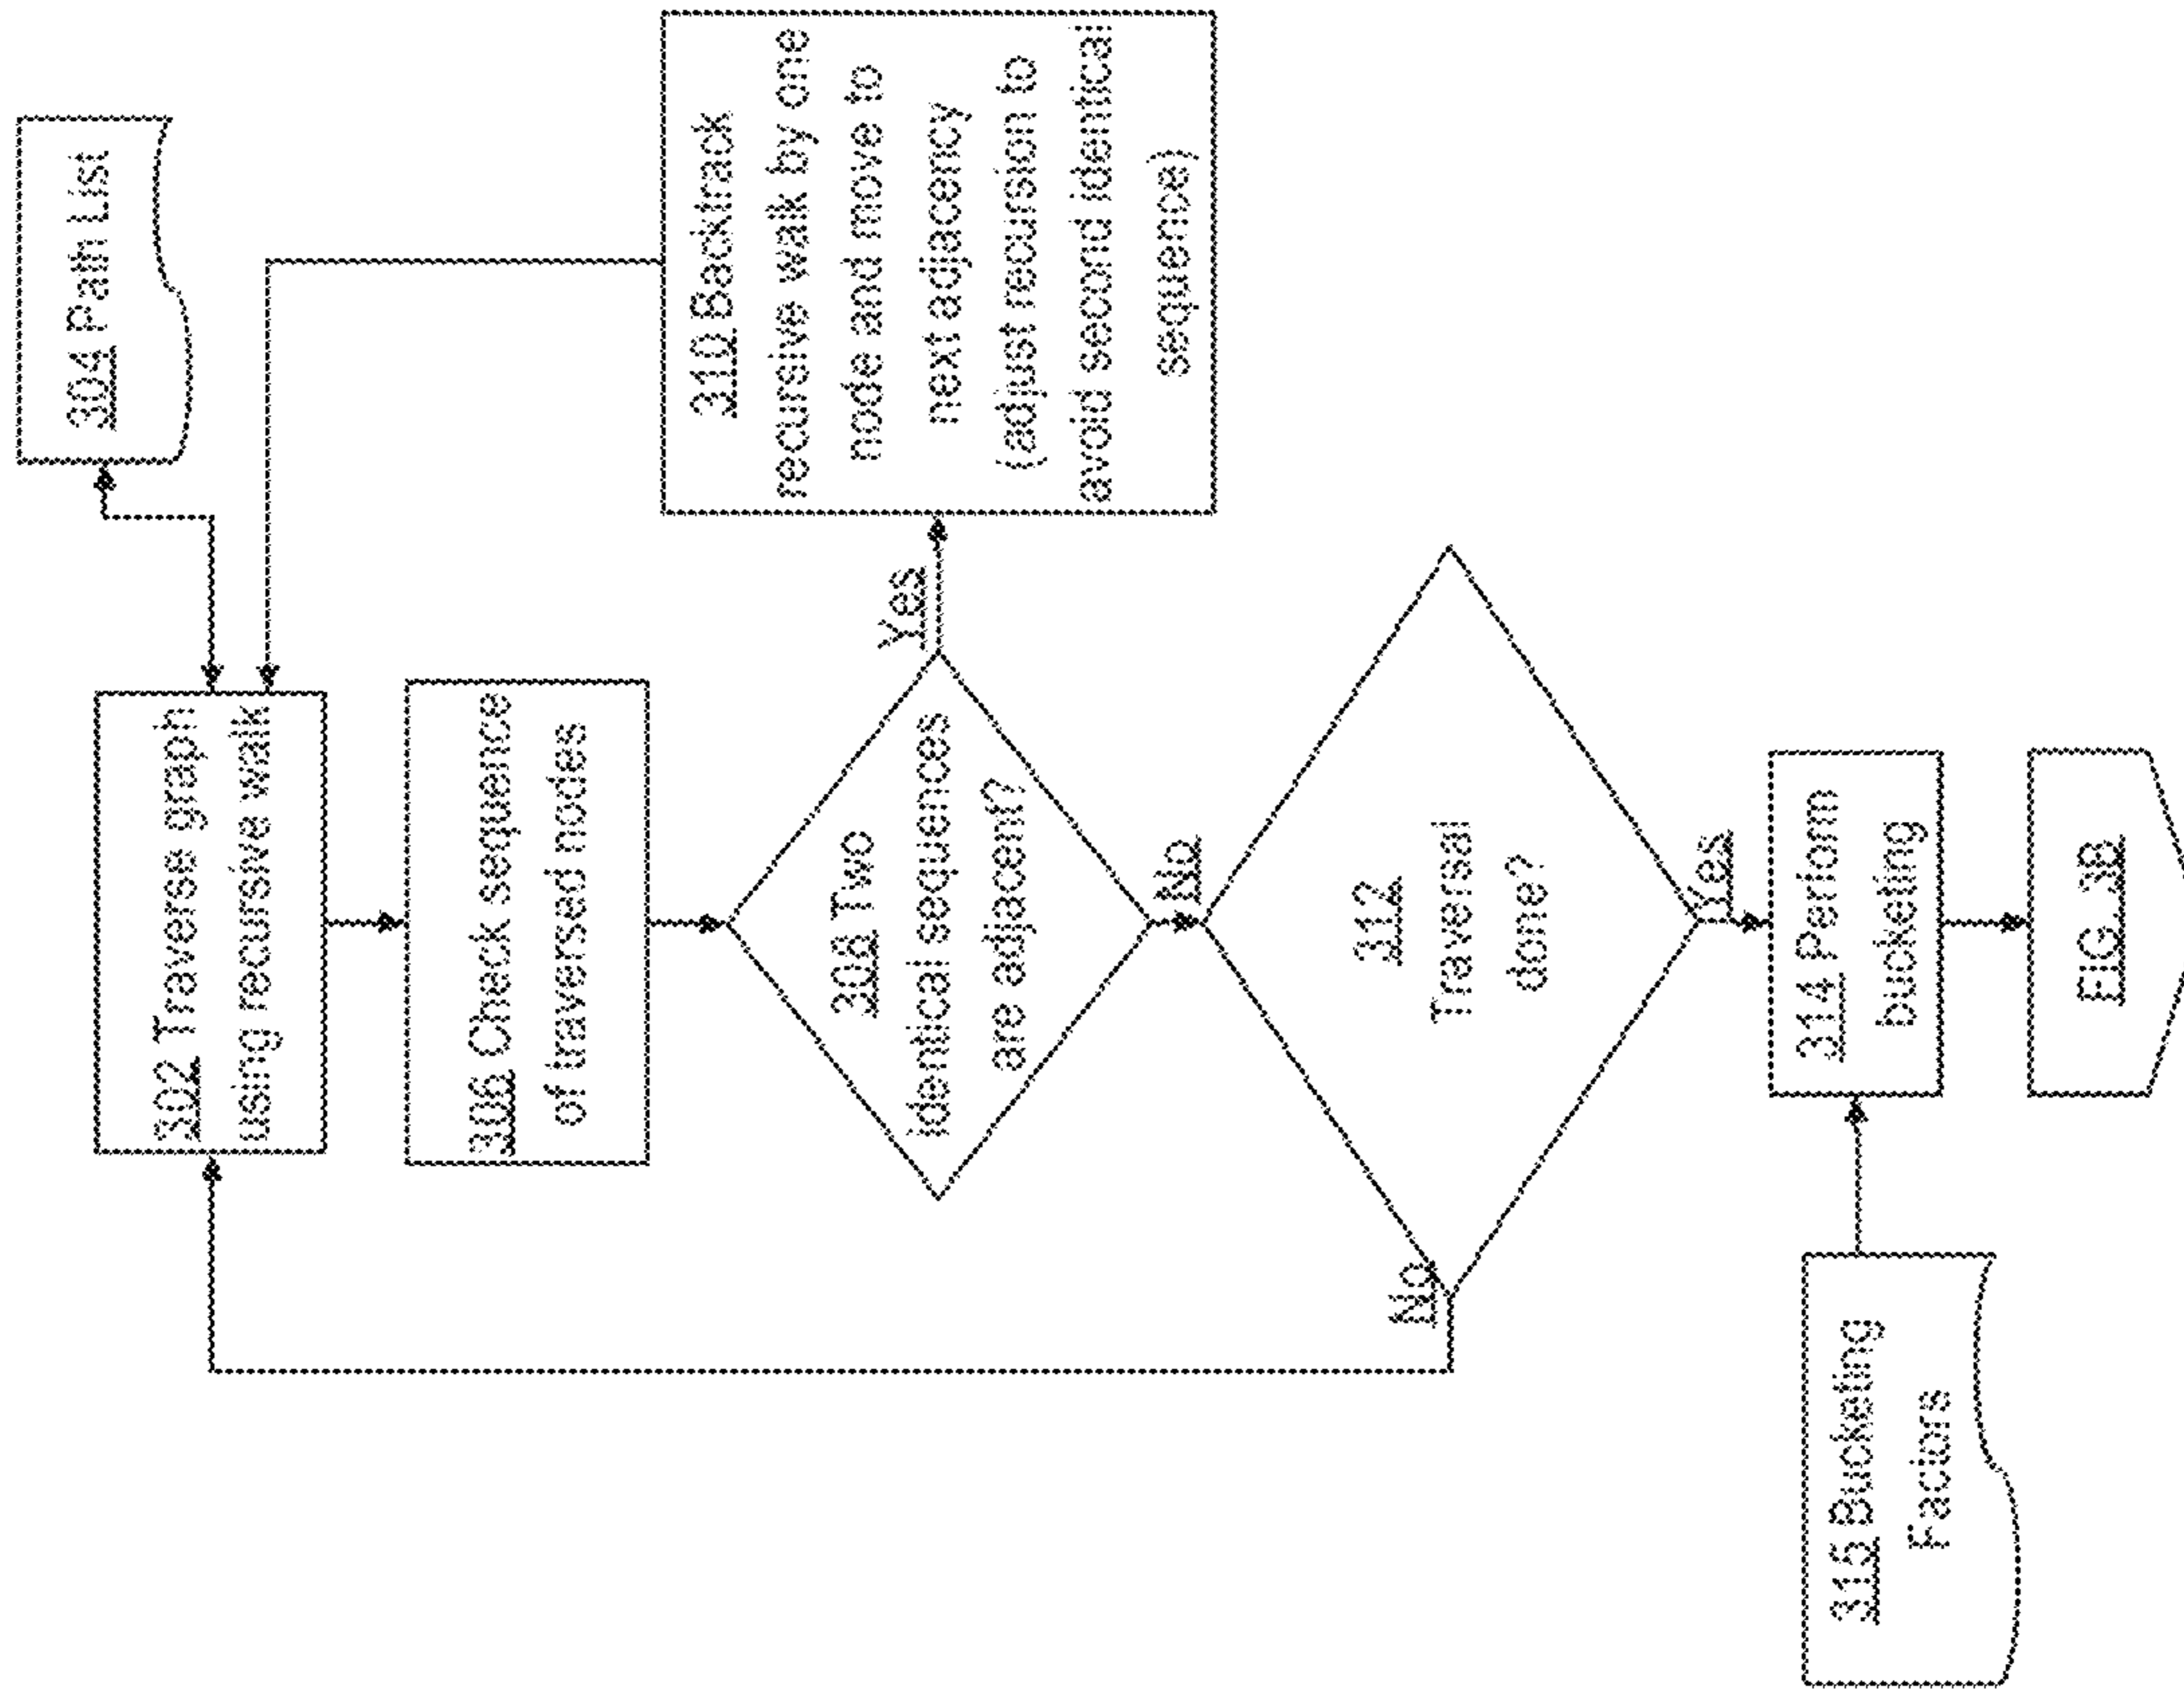 304 Path List
302 Traverse graph
using recursive walk
306 Check sequence
of traversed nodes
308 Two
identical sequences
are adjacent?
Yes
310 Backtrack
recursive walk by one
node and move to
next adjacency
(adjust recursion to
avoid second identical
sequence)
No
312
Traversal
done?
No
Yes
314 Perform
bucketing
315 Bucketing
Factors
FIG. 3B